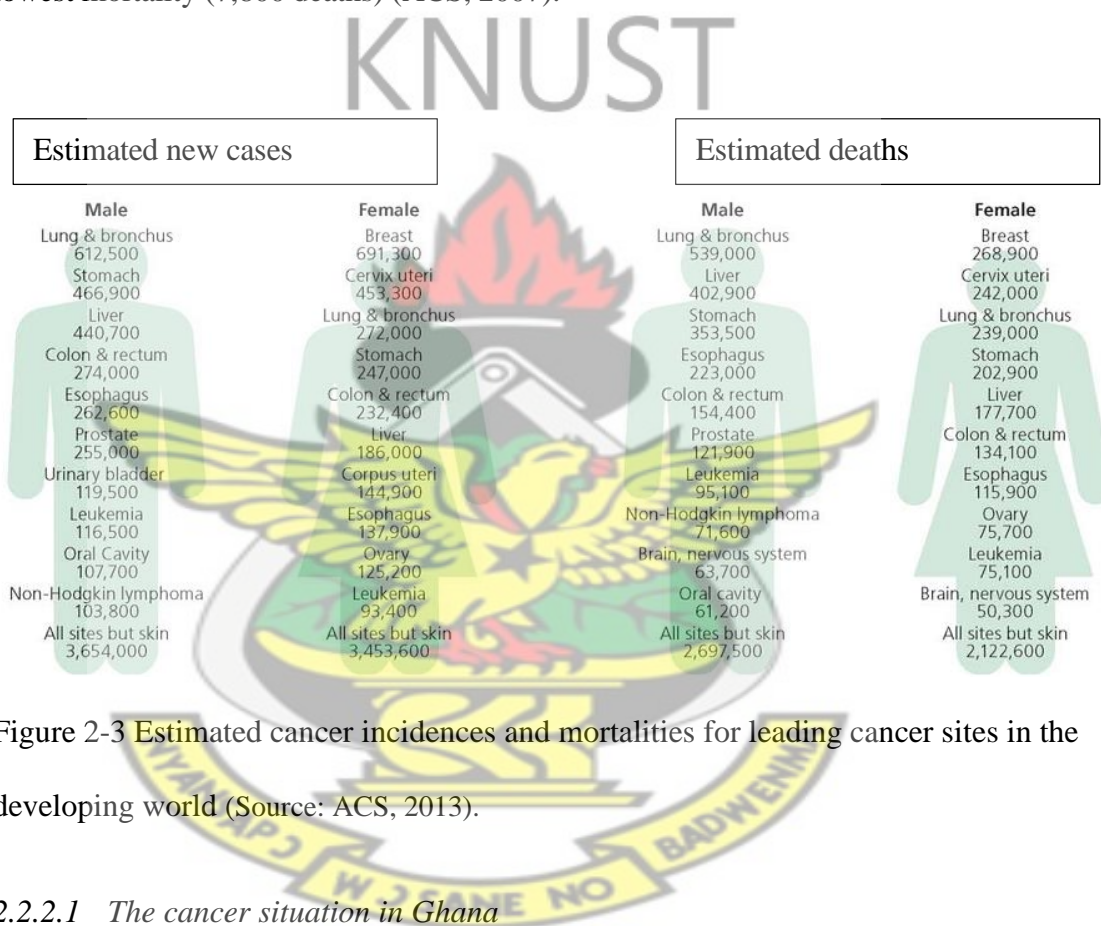 KNUST
Estimated new cases
Estimated deaths
Male
Lung & bronchus
612,500
Stomach
466,900
Liver
440,700
Colon & rectum
274,000
Esophagus
262,600
Prostate
255,000
Urinary bladder
119,500
Leukemia
116,500
Oral Cavity
107,700
Non-Hodgkin lymphoma
103,800
All sites but skin
3,654,000
Female
Breast
691,300
Cervix uteri
453,300
Lung & bronchus
272,000
Stomach
247,000
Colon & rectum
232,400
Liver
186,000
Corpus uteri
144,900
Esophagus
137,900
Ovary
125,200
Leukemia
93,400
All sites but skin
3,453,600
Male
Lung & bronchus
539,000
Liver
402,900
Stomach
353,500
Esophagus
223,000
Colon & rectum
154,400
Prostate
121,900
Leukemia
95,100
Non-Hodgkin lymphoma
71,600
Brain, nervous system
63,700
Oral cavity
61,200
All sites but skin
2,697,500
Female
Breast
268,900
Cervix uteri
242,000
Lung & bronchus
239,000
Stomach
202,900
Liver
177,700
Colon & rectum
134,100
Esophagus
115,900
Ovary
75,700
Leukemia
75,100
Brain, nervous system
50,300
All sites but skin
2,122,600
Figure 2-3 Estimated cancer incidences and mortalities for leading cancer sites in the
developing world (Source: ACS, 2013).
W Ɔ SANE NO BADWENMA
2.2.2.1 The cancer situation in Ghana